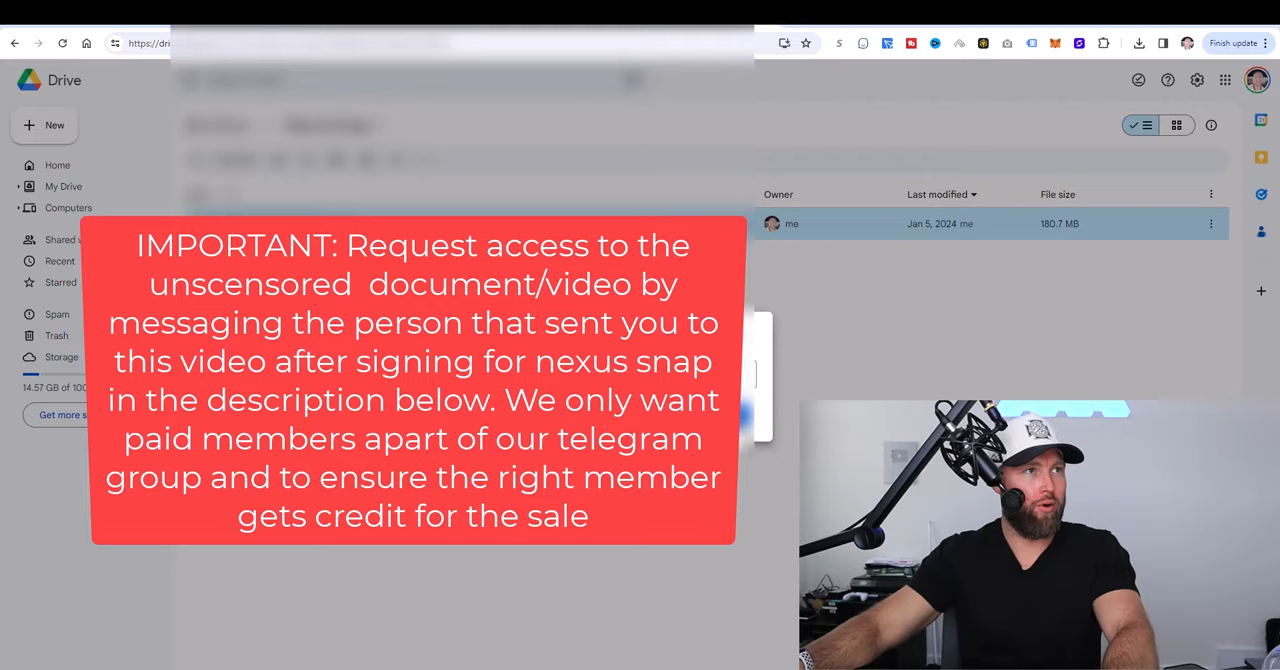 https://dri
Finish update
Drive
New
Home
My Drive
Computers
Owner
Last modified
File size
me
Jan 5, 2024 me
180.7 MB
Shared
Recent
Starred
Spam
Trash
Storage
14.57 GB of 100
Get more s
IMPORTANT: Request access to the
unscensored document/video by
messaging the person that sent you to
this video after signing for nexus snap
in the description below. We only want
paid members apart of our telegram
group and to ensure the right member
gets credit for the sale